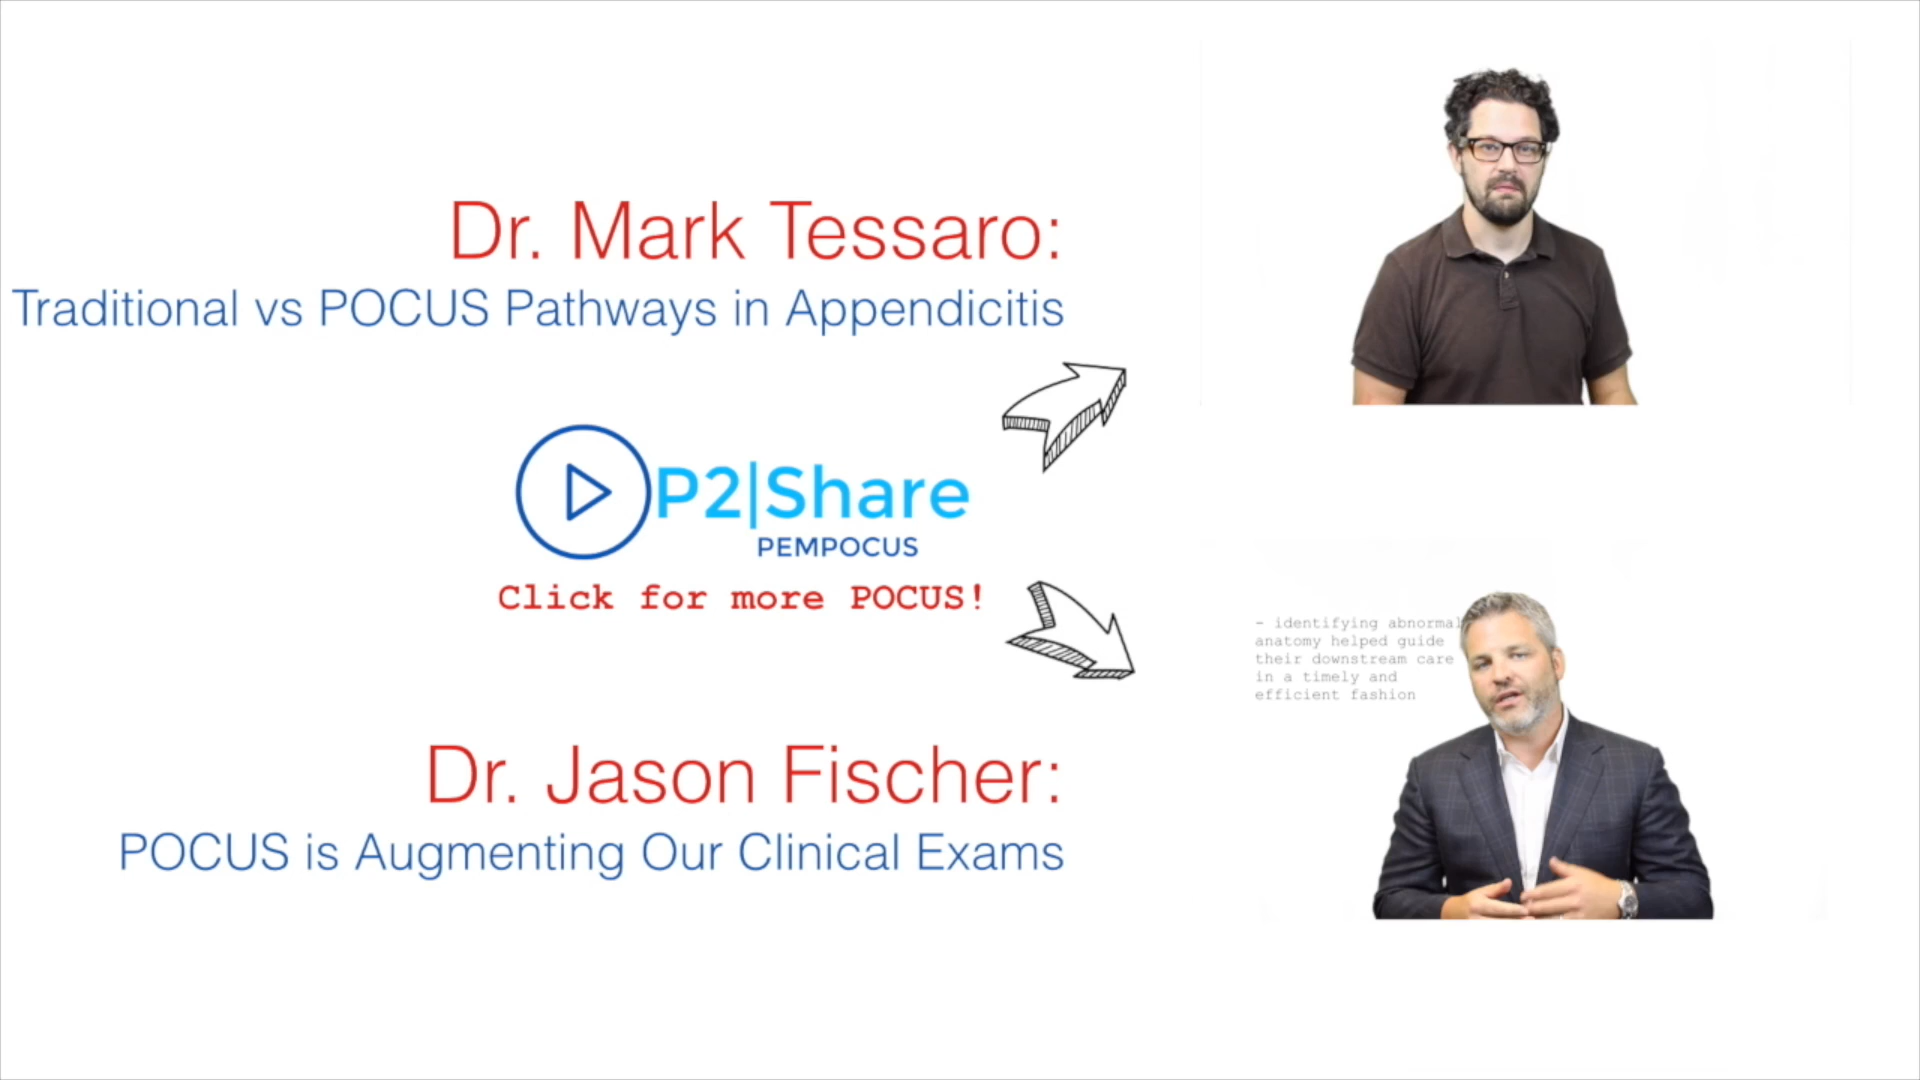 Dr. Mark Tessaro:
Traditional vs POCUS Pathways in Appendicitis
P2|Share
PEMPOCUS
Click for more POCUS!
- identifying abnormal
anatomy helped guide
their downstream care
in a timely and
efficient fashion
Dr. Jason Fischer:
POCUS is Augmenting Our Clinical Exams